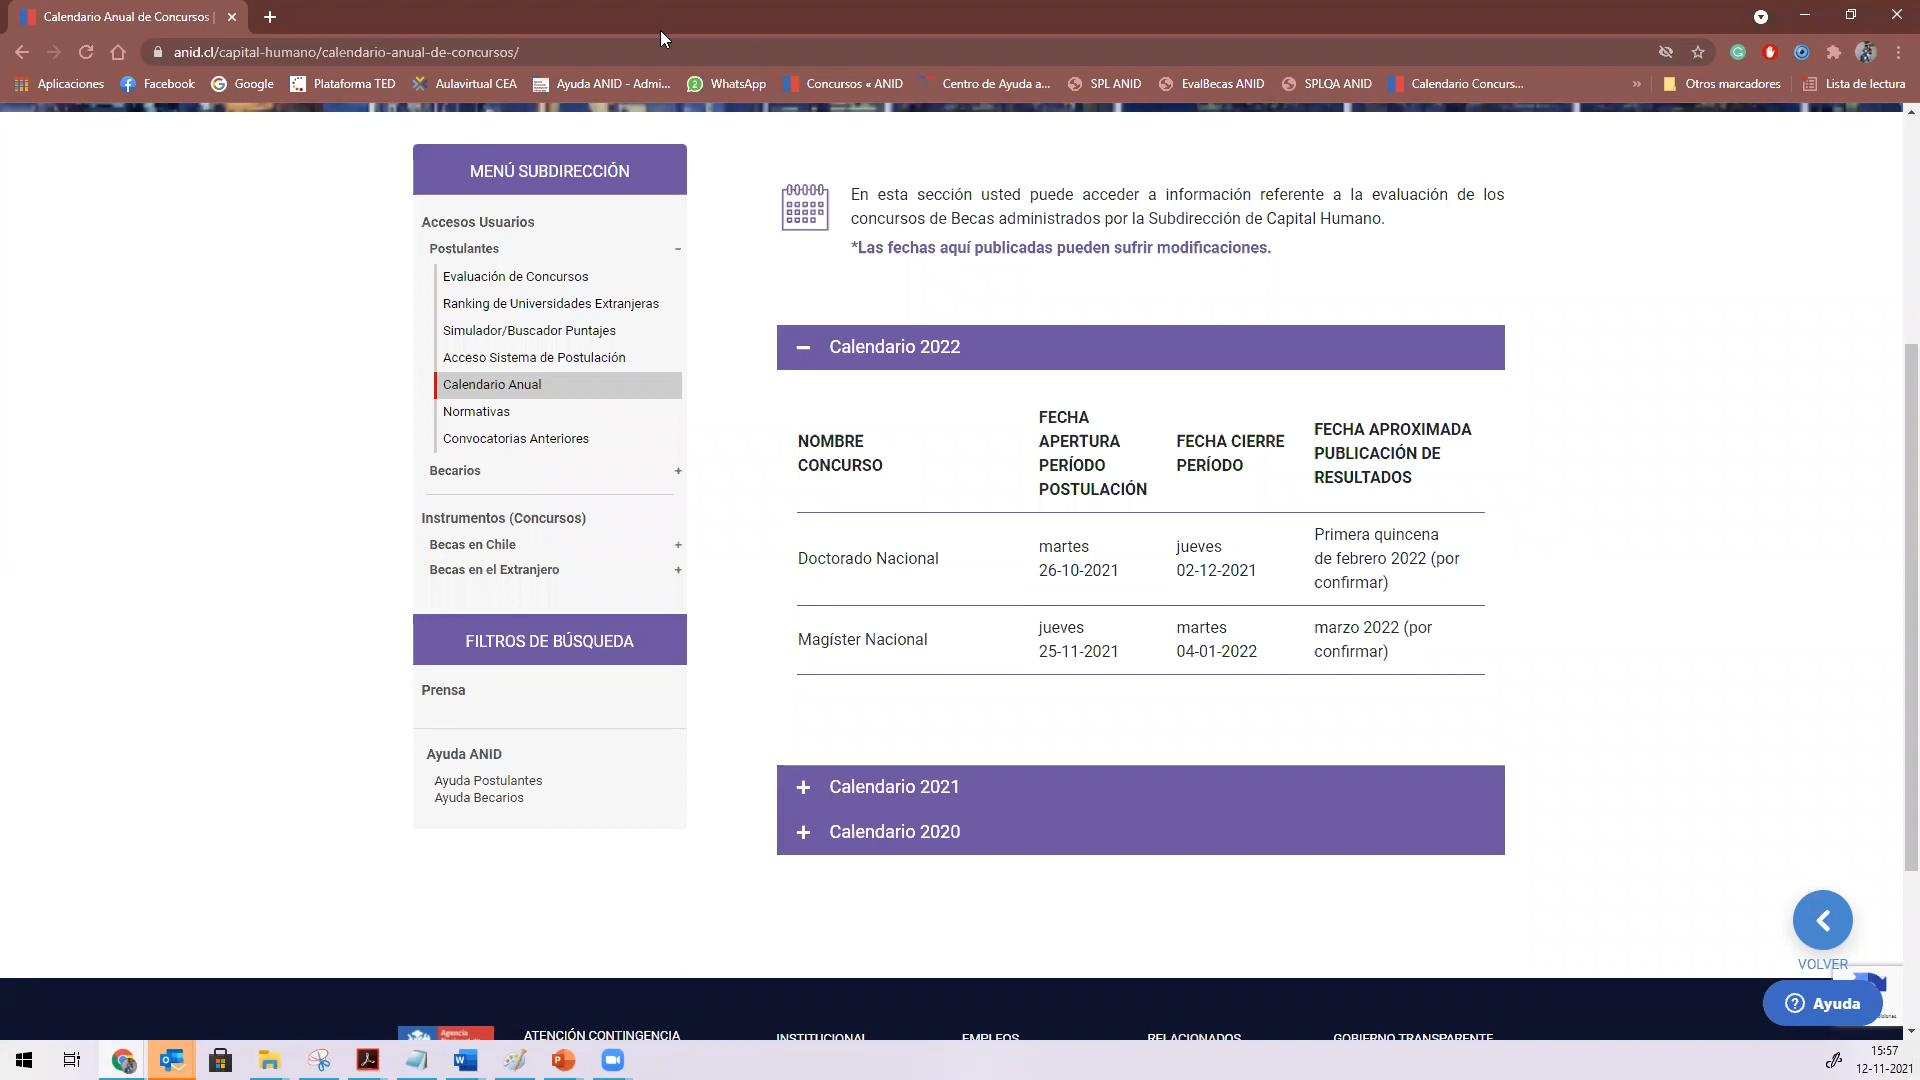 Calendario Anual de Concursos |
anid.cl/capital-humano/calendario-anual-de-concursos/
Aplicaciones
Facebook
Google
Plataforma TED
Aulavirtual CEA
Ayuda ANID - Admi...
WhatsApp
Concursos « ANID
Centro de Ayuda a...
SPL ANID
EvalBecas ANID
SPLQA ANID
Calendario Concurs...
»
Otros marcadores
Lista de lectura
MENÚ SUBDIRECCIÓN
Accesos Usuarios
Postulantes
Evaluación de Concursos
Ranking de Universidades Extranjeras
Simulador/Buscador Puntajes
Acceso Sistema de Postulación
Calendario Anual
Normativas
Convocatorias Anteriores
Becarios
Instrumentos (Concursos)
Becas en Chile
Becas en el Extranjero
FILTROS DE BÚSQUEDA
Prensa
Ayuda ANID
Ayuda Postulantes
Ayuda Becarios
En esta sección usted puede acceder a información referente a la evaluación de los
concursos de Becas administrados por la Subdirección de Capital Humano.
*Las fechas aquí publicadas pueden sufrir modificaciones.
Calendario 2022
NOMBRE
CONCURSO
FECHA
APERTURA
PERÍODO
POSTULACIÓN
FECHA CIERRE
PERÍODO
FECHA APROXIMADA
PUBLICACIÓN DE
RESULTADOS
Doctorado Nacional
martes
26-10-2021
jueves
02-12-2021
Primera quincena
de febrero 2022 (por
confirmar)
Magíster Nacional
jueves
25-11-2021
martes
04-01-2022
marzo 2022 (por
confirmar)
Calendario 2021
Calendario 2020
VOLVER
Ayuda
Agencia
ATENCIÓN CONTINGENCIA
INSTITUCIONAL
EMPLEOS
RELACIONADOS
GOBIERNO TRANSPARENTE
15:57
12-11-2021